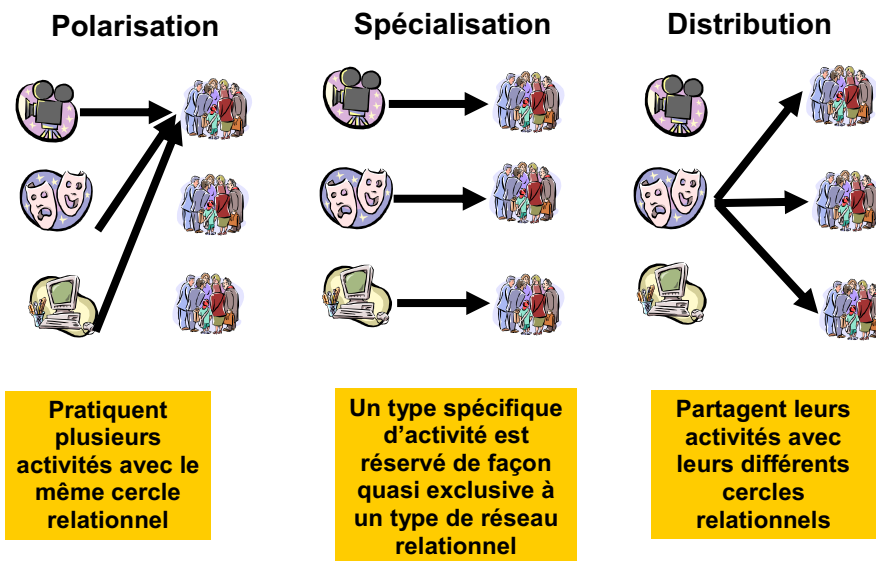 Polarisation
Spécialisation
Distribution
Pratiquent
plusieurs
activités avec le
même cercle
relationnel
Un type spécifique
d'activité est
réservé de façon
quasi exclusive à
un type de réseau
relationnel
Partagent leurs
activités avec
leurs différents
cercles
relationnels